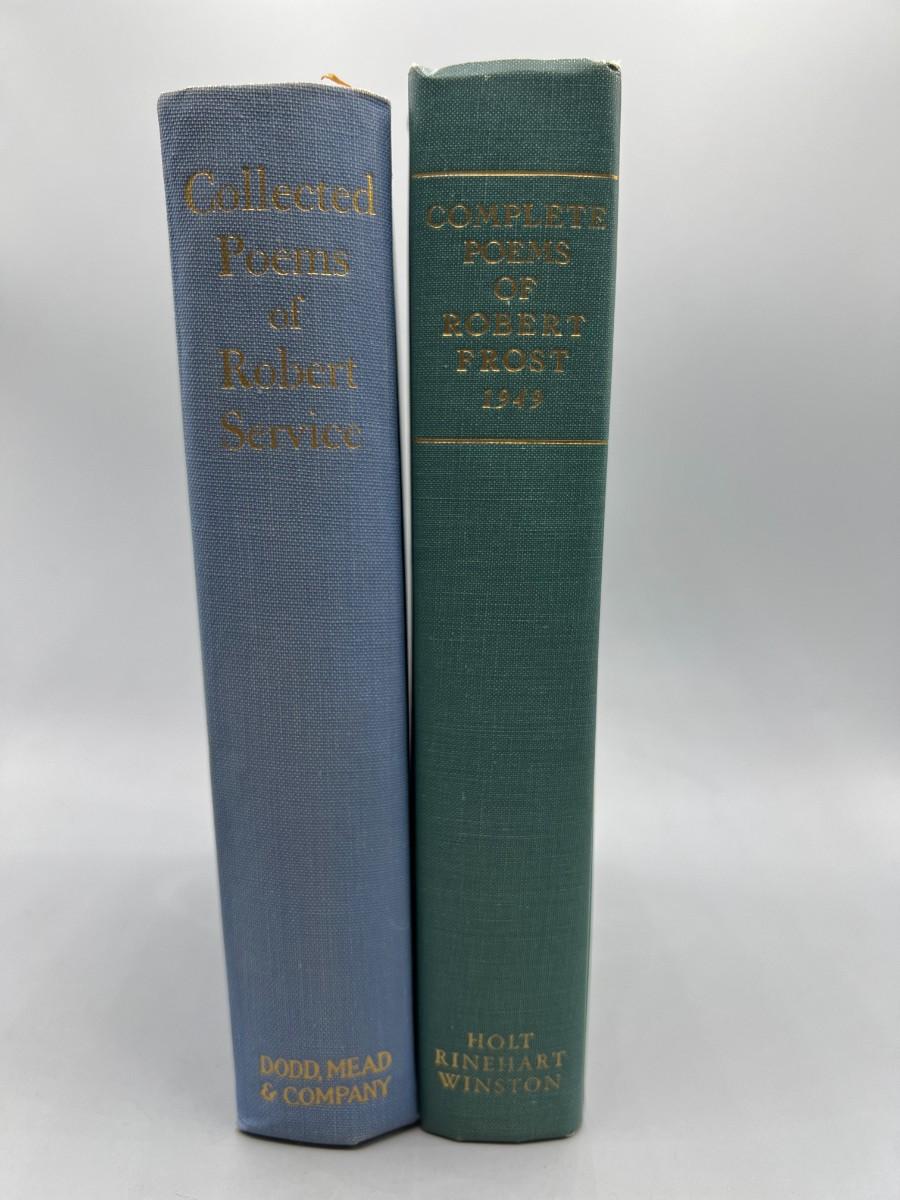 Collected
Poems
of
Robert
Service
DODD, MEAD
& COMPANY
COMPLETE
POEMS
OF
ROBERT
FROST
1949
HOLT
RINEHART
WINSTON